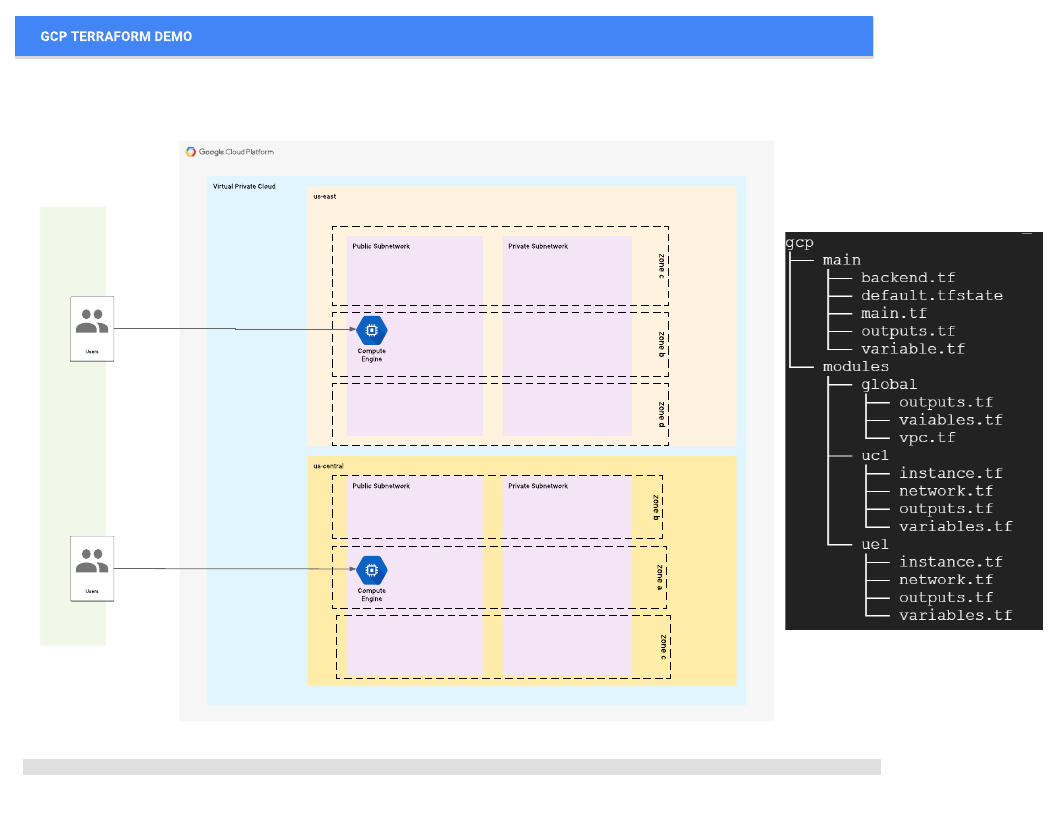 GCP TERRAFORM DEMO
Google Cloud Platform
Virtual Private Cloud
us-east
Public Subnetwork
Private Subnetwork
zone c
Users
Compute
Engine
zone b
zone d
us-central
Public Subnetwork
Private Subnetwork
zone b
Users
Compute
Engine
zone a
zone c
gcp
main
backend.tf
default.tfstate
main.tf
outputs.tf
variable.tf
modules
global
outputs.tf
vaiables.tf
vpc.tf
uc1
instance.tf
network.tf
outputs.tf
variables.tf
ue1
instance.tf
network.tf
outputs.tf
variables.tf